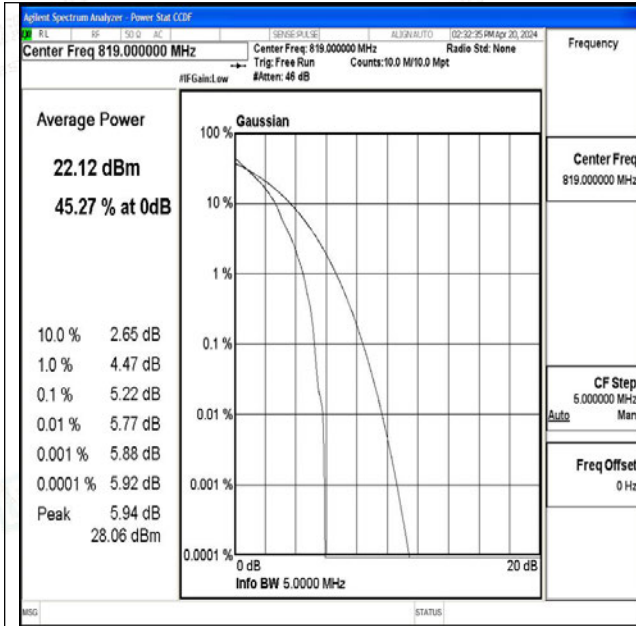 Agilent Spectrum Analyzer - Power Stat CCDF
RL RF 50 Ω AC SENSE:PULSE ALIGN AUTO 02:32:35 PM Apr 20, 2024
Center Freq 819.000000 MHz
Center Freq: 819.000000 MHz Radio Std: None
Trig: Free Run Counts:10.0 M/10.0 Mpt
#IFGain:Low #Atten: 46 dB
Frequency
Average Power
22.12 dBm
45.27 % at 0dB
10.0 % 2.65 dB
1.0 % 4.47 dB
0.1 % 5.22 dB
0.01 % 5.77 dB
0.001 % 5.88 dB
0.0001 % 5.92 dB
Peak 5.94 dB
28.06 dBm
Gaussian
100 %
10 %
1 %
0.1 %
0.01 %
0.001 %
0.0001 %
0 dB 20 dB
Info BW 5.0000 MHz
Center Freq
819.000000 MHz
CF Step
5.000000 MHz
Auto Man
Freq Offset
0 Hz
MSG STATUS